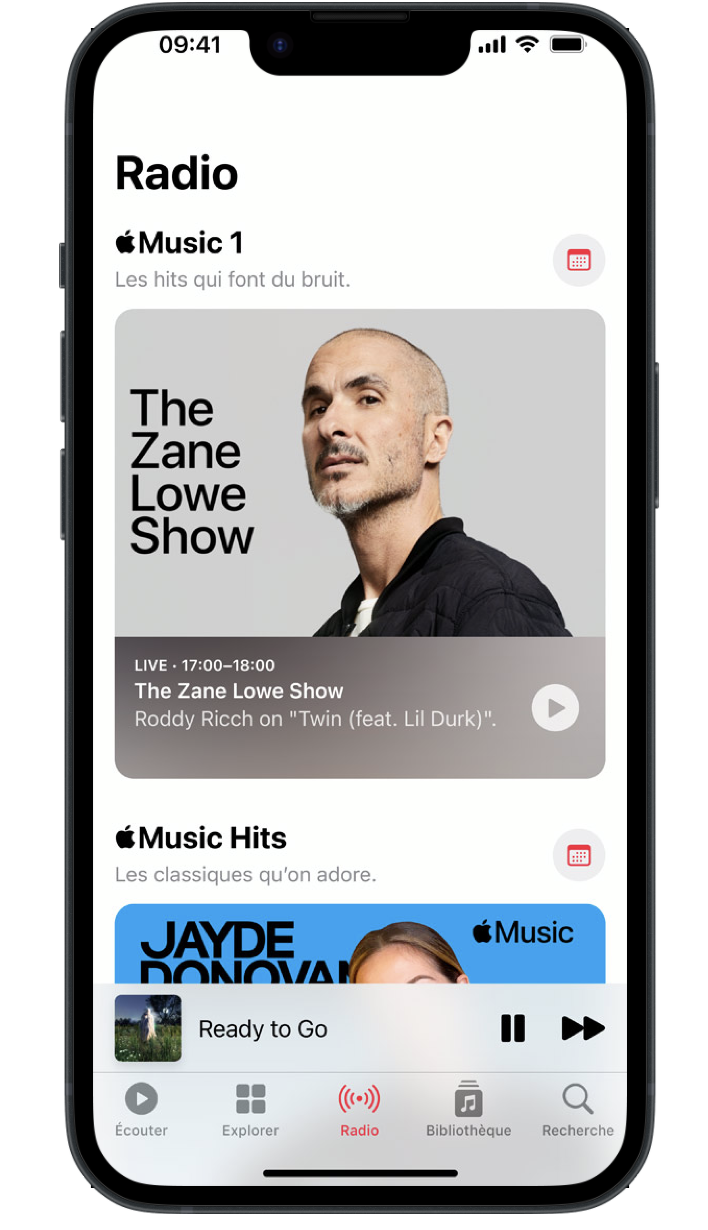 09:41
Radio
Music 1
Les hits qui font du bruit.
The
Zane
Lowe
Show
LIVE · 17:00–18:00
The Zane Lowe Show
Roddy Ricch on "Twin (feat. Lil Durk)".
Music Hits
Les classiques qu’on adore.
JAYDE
DONOVAN
Music
Ready to Go
Écouter
Explorer
Radio
Bibliothèque
Recherche